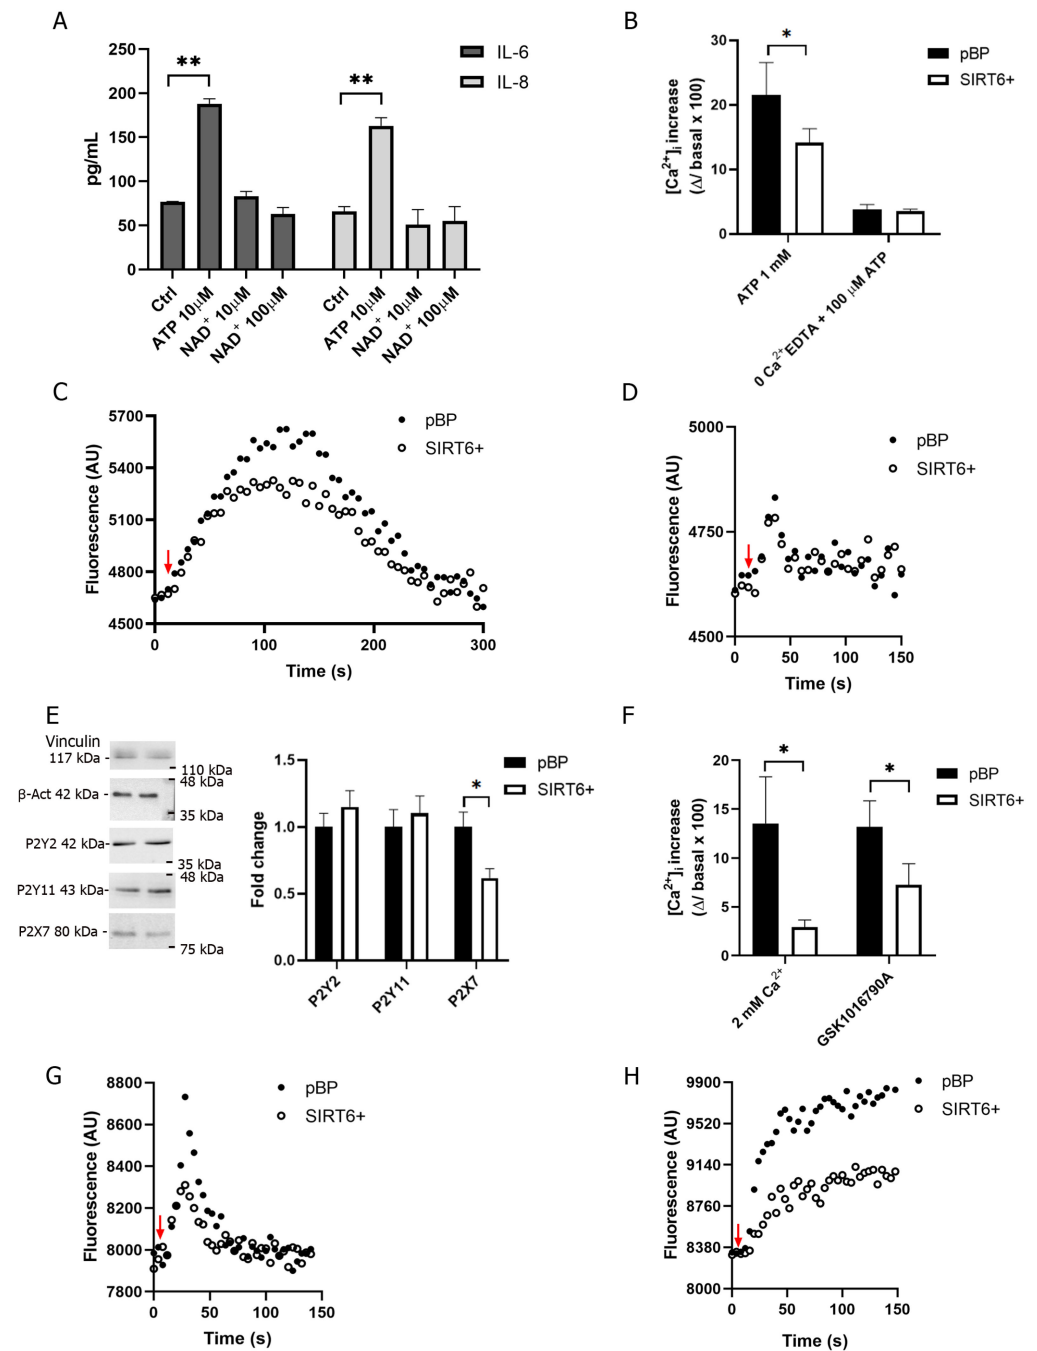 A
250
200
150
100
50
0
pg/mL
**
**
IL-6
IL-8
Ctrl
ATP 10μM
NAD+ 10μM
NAD+ 100μM
Ctrl
ATP 10μM
NAD+ 10μM
NAD+ 100μM
B
30
20
10
0
[Ca2+]i increase
(Δ/ basal x 100)
*
pBP
SIRT6+
ATP 1 mM
0 Ca2+ EDTA + 100 μM ATP
C
5700
5400
5100
4800
4500
Fluorescence (AU)
pBP
SIRT6+
0 100 200 300
Time (s)
D
5000
4750
4500
Fluorescence (AU)
pBP
SIRT6+
0 50 100 150
Time (s)
E
Vinculin
117 kDa -
110 kDa
48 kDa
β-Act 42 kDa -
35 kDa
P2Y2 42 kDa-
35 kDa
48 kDa
P2Y11 43 kDa-
P2X7 80 kDa -
75 kDa
1.5
1.0
0.5
0.0
Fold change
*
pBP
SIRT6+
P2Y2
P2Y11
P2X7
F
20
15
10
5
0
[Ca2+]i increase
(Δ/ basal x 100)
*
*
pBP
SIRT6+
2 mM Ca2+
GSK1016790A
G
8800
8600
8400
8200
8000
7800
Fluorescence (AU)
pBP
SIRT6+
0 50 100 150
Time (s)
H
9900
9520
9140
8760
8380
8000
Fluorescence (AU)
pBP
SIRT6+
0 50 100 150
Time (s)